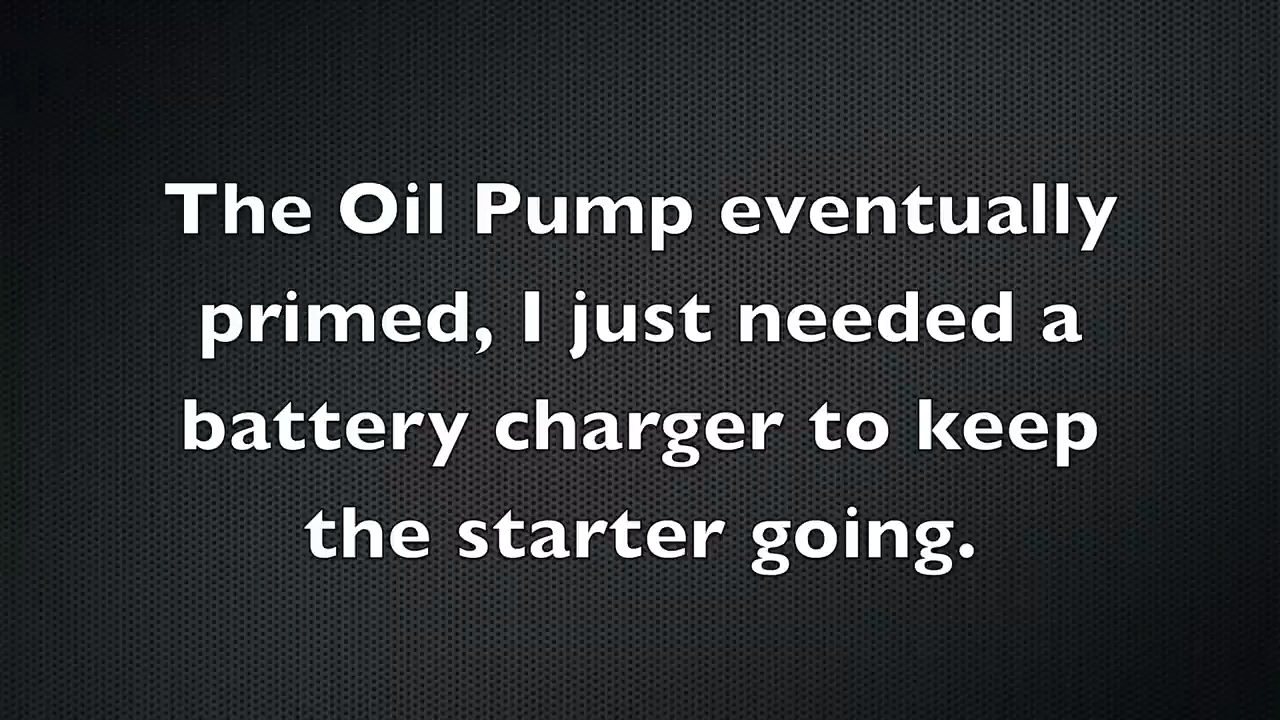 The Oil Pump eventually
primed, I just needed a
battery charger to keep
the starter going.